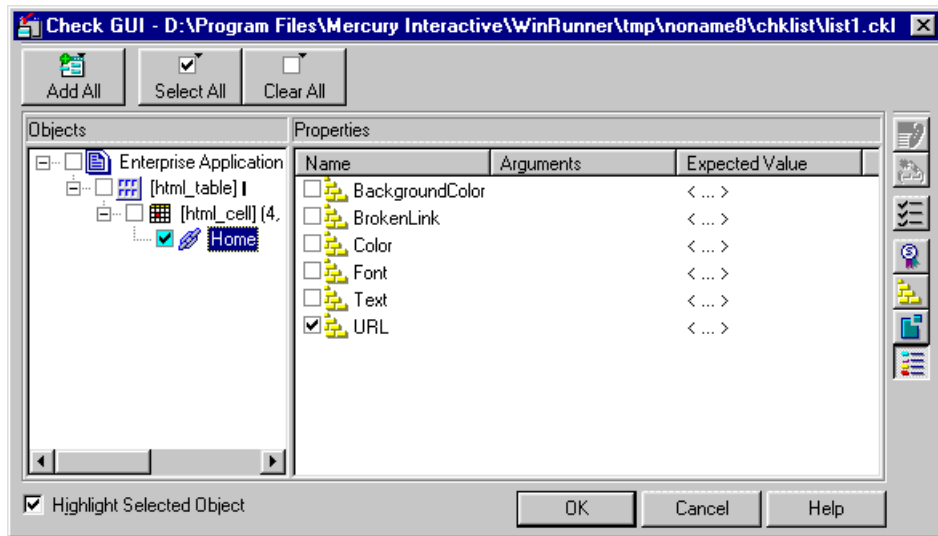 Check GUI - D:\Program Files\Mercury Interactive\WinRunner\tmp\noname8\chklist\list1.ckl
Add All Select All Clear All
Objects Properties
Enterprise Application
[html_table]
[html_cell] (4,
Home
Name Arguments Expected Value
BackgroundColor < ... >
BrokenLink < ... >
Color < ... >
Font < ... >
Text < ... >
URL < ... >
Highlight Selected Object OK Cancel Help